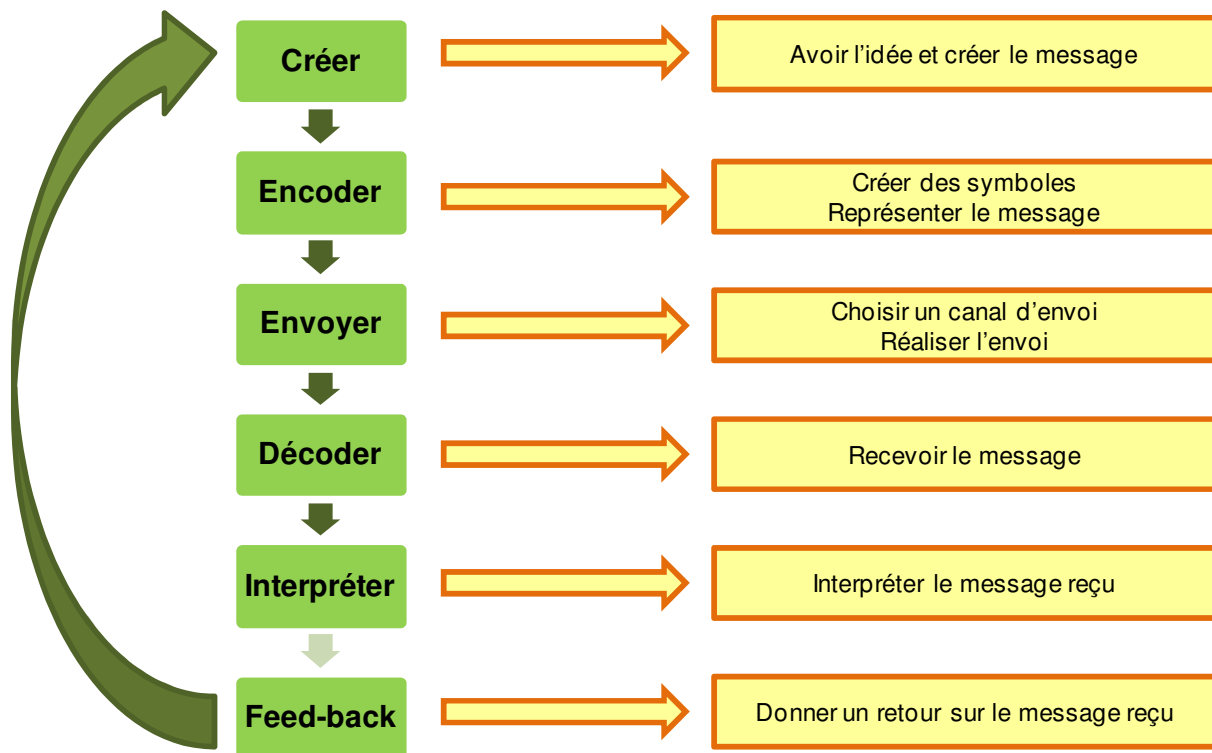 Créer
Avoir l'idée et créer le message
Encoder
Créer des symboles
Représenter le message
Envoyer
Choisir un canal d'envoi
Réaliser l'envoi
Décoder
Recevoir le message
Interpréter
Interpréter le message reçu
Feed-back
Donner un retour sur le message reçu